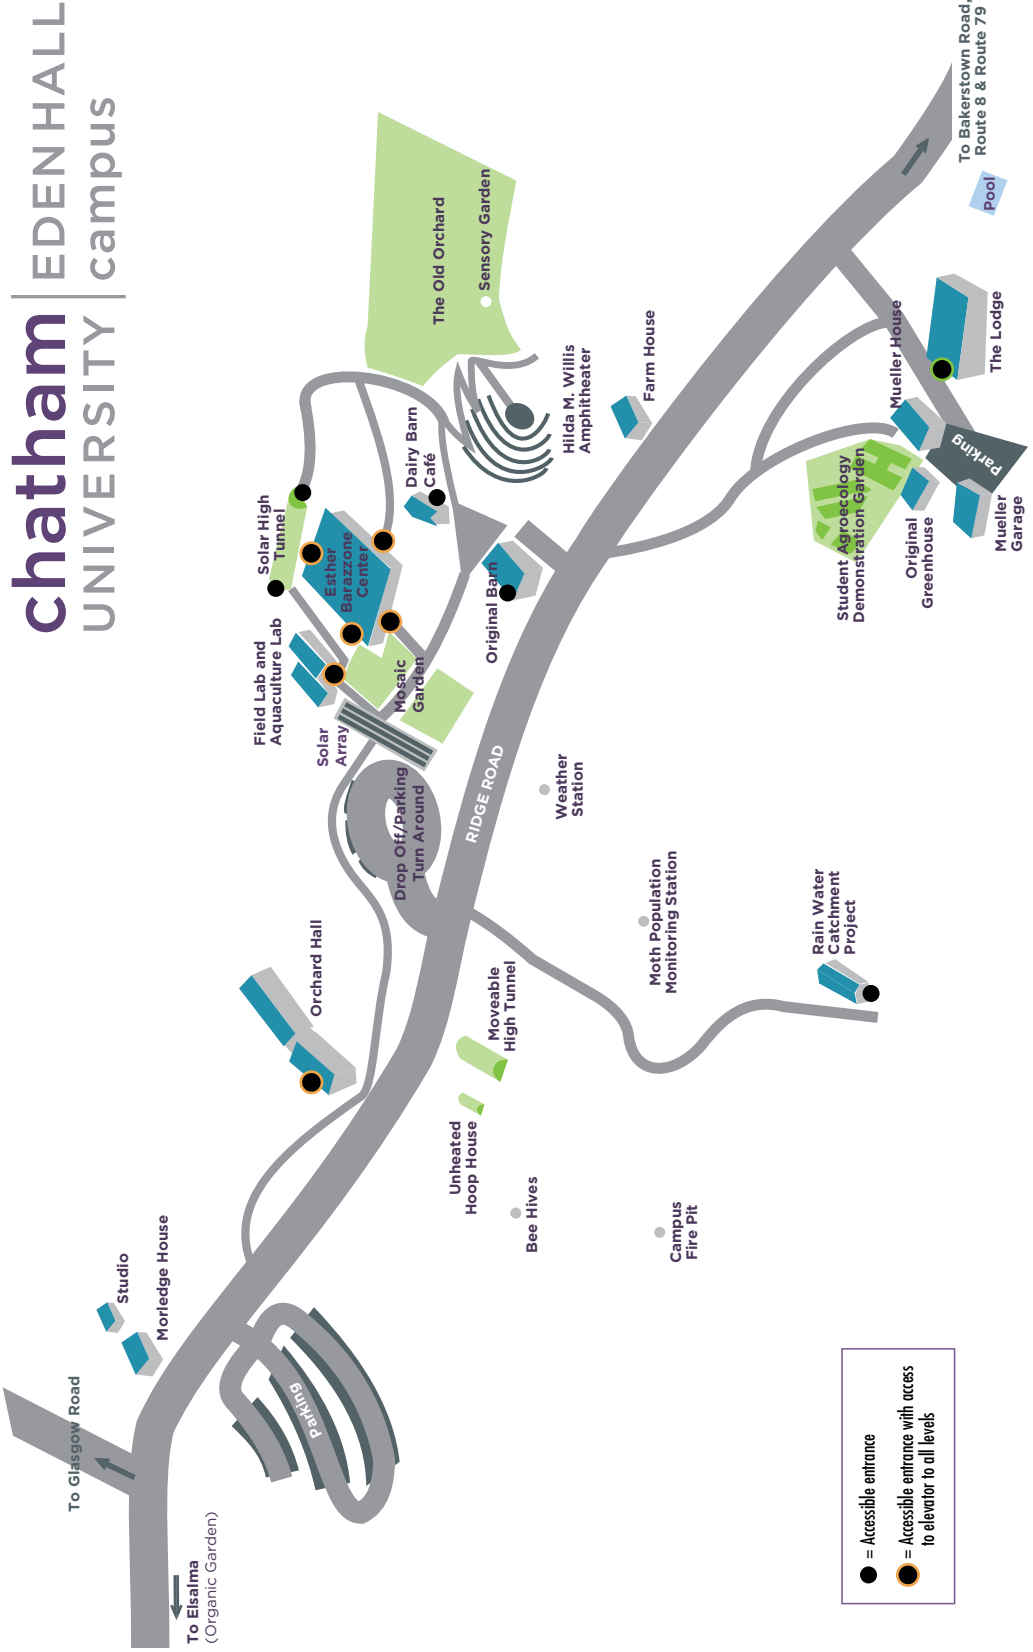 chatham
UNIVERSITY
EDEN HALL
campus
To Glasgow Road
To Elsalma
(Organic Garden)
Studio
Morledge House
Parking
Orchard Hall
Unheated
Hoop House
Moveable
High Tunnel
Bee Hives
Campus
Fire Pit
Drop Off/Parking
Turn Around
RIDGE ROAD
Solar
Array
Field Lab and
Aquaculture Lab
Solar High
Tunnel
Esther
Barazzone
Center
Mosaic
Garden
Dairy Barn
Café
Original Barn
The Old Orchard
Sensory Garden
Hilda M. Willis
Amphitheater
Farm House
Weather
Station
Moth Population
Monitoring Station
Rain Water
Catchment
Project
Student Agroecology
Demonstration Garden
Original
Greenhouse
Mueller House
Mueller
Garage
Parking
The Lodge
Pool
To Bakerstown Road,
Route 8 & Route 79
= Accessible entrance
= Accessible entrance with access
to elevator to all levels